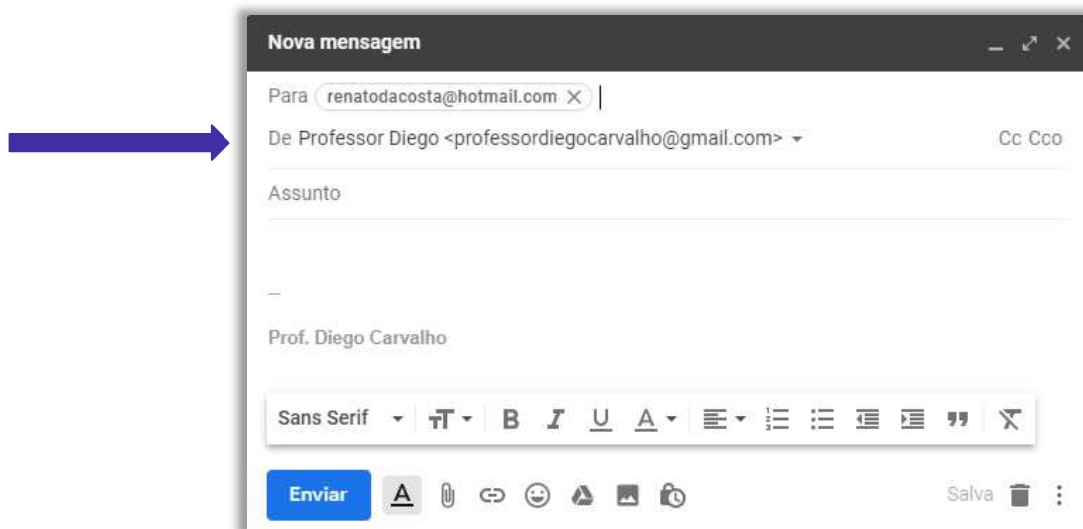 Nova mensagem
Para renatodacosta@hotmail.com
De Professor Diego <professordiegocarvalho@gmail.com> Cc Cco
Assunto
—
Prof. Diego Carvalho
Sans Serif
Enviar Salva